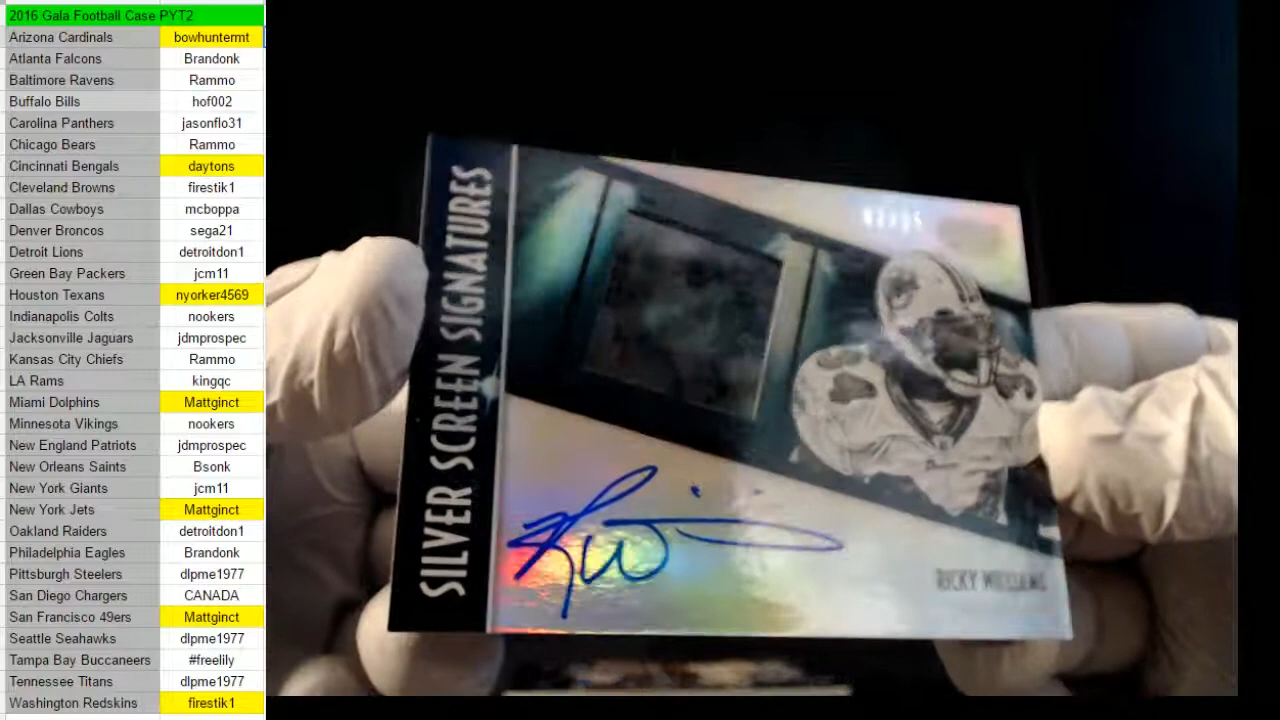 2016 Gala Football Case PYT2
Arizona Cardinals bowhuntermt
Atlanta Falcons Brandonk
Baltimore Ravens Rammo
Buffalo Bills hof002
Carolina Panthers jasonflo31
Chicago Bears Rammo
Cincinnati Bengals daytons
Cleveland Browns firestik1
Dallas Cowboys mcboppa
Denver Broncos sega21
Detroit Lions detroitdon1
Green Bay Packers jcm11
Houston Texans nyorker4569
Indianapolis Colts nookers
Jacksonville Jaguars jdmprospec
Kansas City Chiefs Rammo
LA Rams kingqc
Miami Dolphins Mattginct
Minnesota Vikings nookers
New England Patriots jdmprospec
New Orleans Saints Bsonk
New York Giants jcm11
New York Jets Mattginct
Oakland Raiders detroitdon1
Philadelphia Eagles Brandonk
Pittsburgh Steelers dlpme1977
San Diego Chargers CANADA
San Francisco 49ers Mattginct
Seattle Seahawks dlpme1977
Tampa Bay Buccaneers #freelily
Tennessee Titans dlpme1977
Washington Redskins firestik1
SILVER SCREEN SIGNATURES
RICKY WILLIAMS